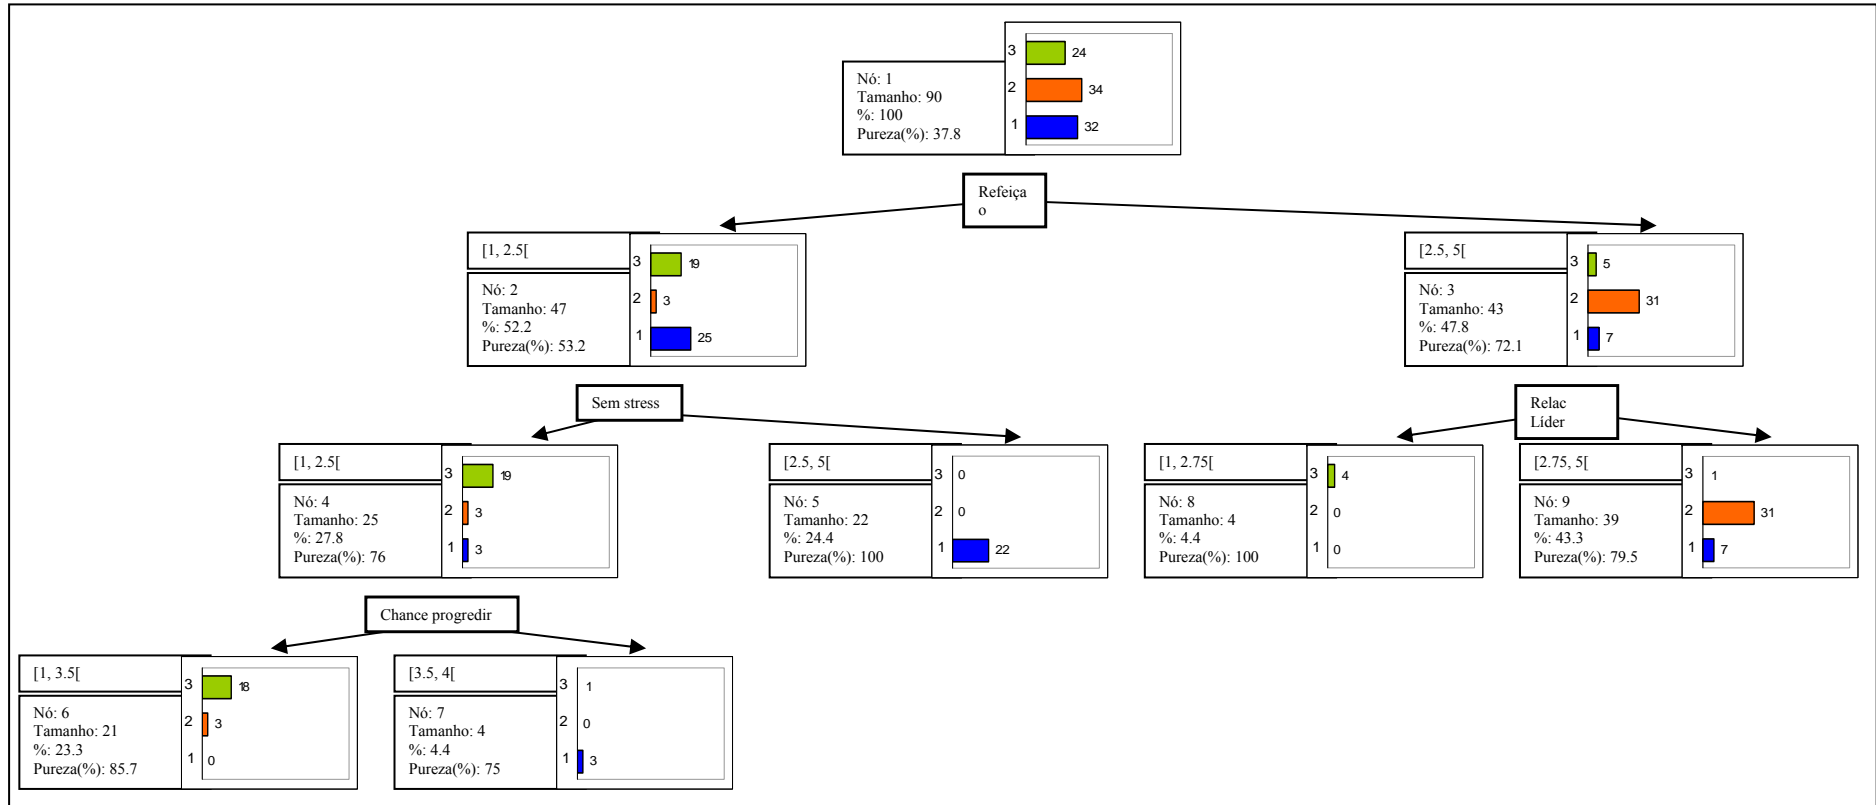 Nó: 1
Tamanho: 90
%: 100
Pureza(%): 37.8
3 24
2 34
1 32
Refeiça
o
[1, 2.5[
Nó: 2
Tamanho: 47
%: 52.2
Pureza(%): 53.2
3 19
2 3
1 25
[2.5, 5[
Nó: 3
Tamanho: 43
%: 47.8
Pureza(%): 72.1
3 5
2 31
1 7
Sem stress
Relac
Líder
[1, 2.5[
Nó: 4
Tamanho: 25
%: 27.8
Pureza(%): 76
3 19
2 3
1 3
[2.5, 5[
Nó: 5
Tamanho: 22
%: 24.4
Pureza(%): 100
3 0
2 0
1 22
[1, 2.75[
Nó: 8
Tamanho: 4
%: 4.4
Pureza(%): 100
3 4
2 0
1 0
[2.75, 5[
Nó: 9
Tamanho: 39
%: 43.3
Pureza(%): 79.5
3 1
2 31
1 7
Chance progredir
[1, 3.5[
Nó: 6
Tamanho: 21
%: 23.3
Pureza(%): 85.7
3 18
2 3
1 0
[3.5, 4[
Nó: 7
Tamanho: 4
%: 4.4
Pureza(%): 75
3 1
2 0
1 3